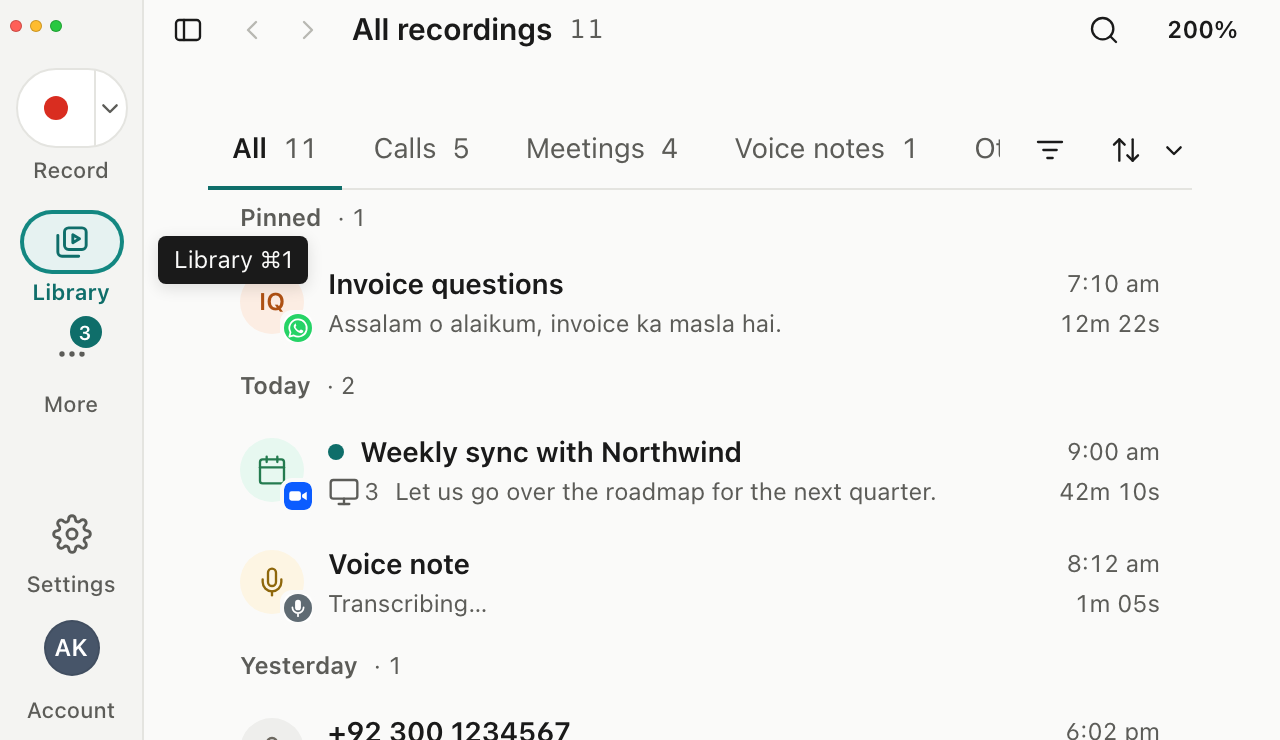 All recordings 11
200%
Record
All 11
Calls 5
Meetings 4
Voice notes 1
Library
Library ⌘1
3
More
Pinned · 1
IQ
Invoice questions
7:10 am
Assalam o alaikum, invoice ka masla hai.
12m 22s
Today · 2
Weekly sync with Northwind
9:00 am
3 Let us go over the roadmap for the next quarter.
42m 10s
Voice note
8:12 am
Transcribing…
1m 05s
Yesterday · 1
+92 300 1234567
6:02 pm
Settings
AK
Account